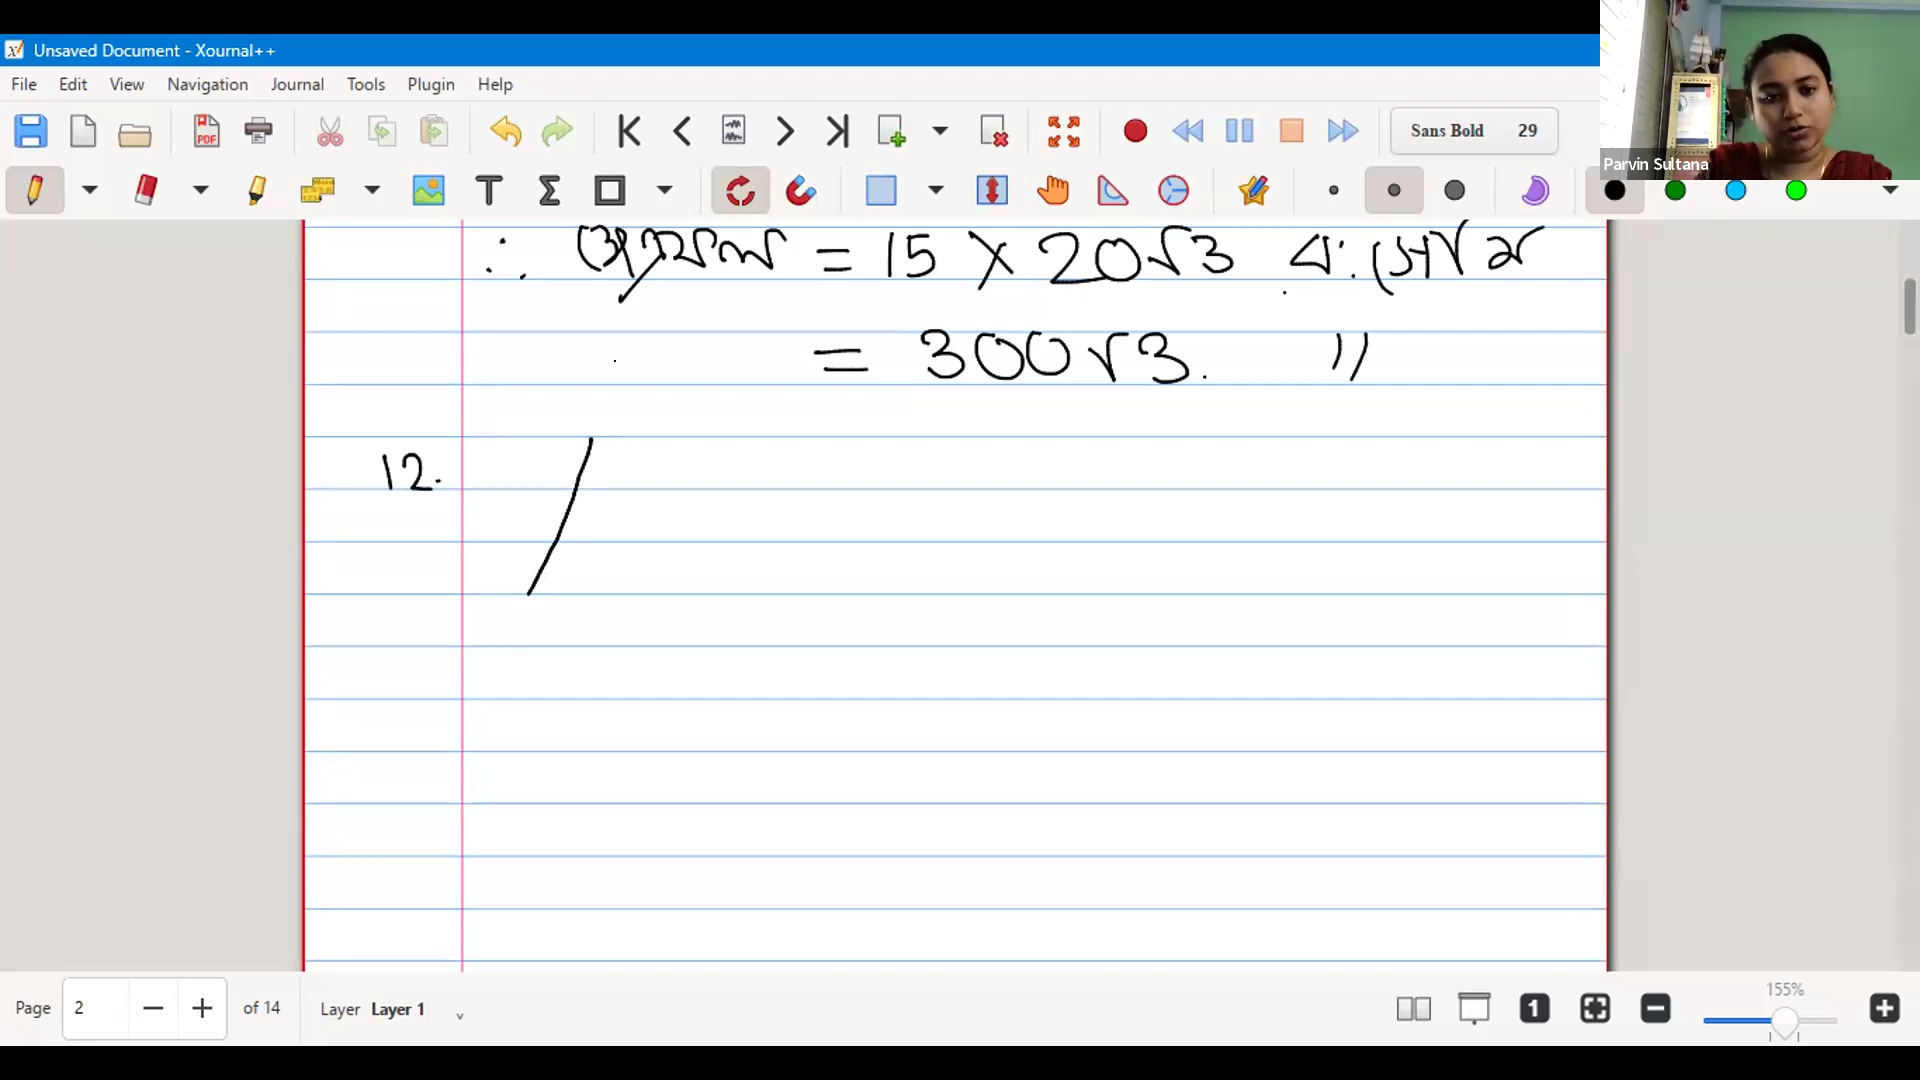 Unsaved Document - Xournal++
File Edit View Navigation Journal Tools Plugin Help
Sans Bold 29
Parvin Sultana
∴ ক্ষেত্রফল = 15 × 20√3 ব. সেমি
= 300√3. "
12.
Page 2 of 14 Layer Layer 1 155%